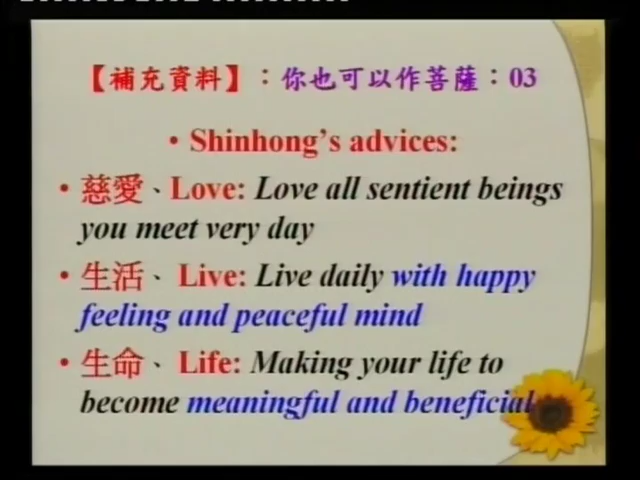 【補充資料】：你也可以作菩薩：03
• Shinhong's advices:
• 慈愛、Love: Love all sentient beings
you meet very day
• 生活、 Live: Live daily with happy
feeling and peaceful mind
• 生命、 Life: Making your life to
become meaningful and beneficial